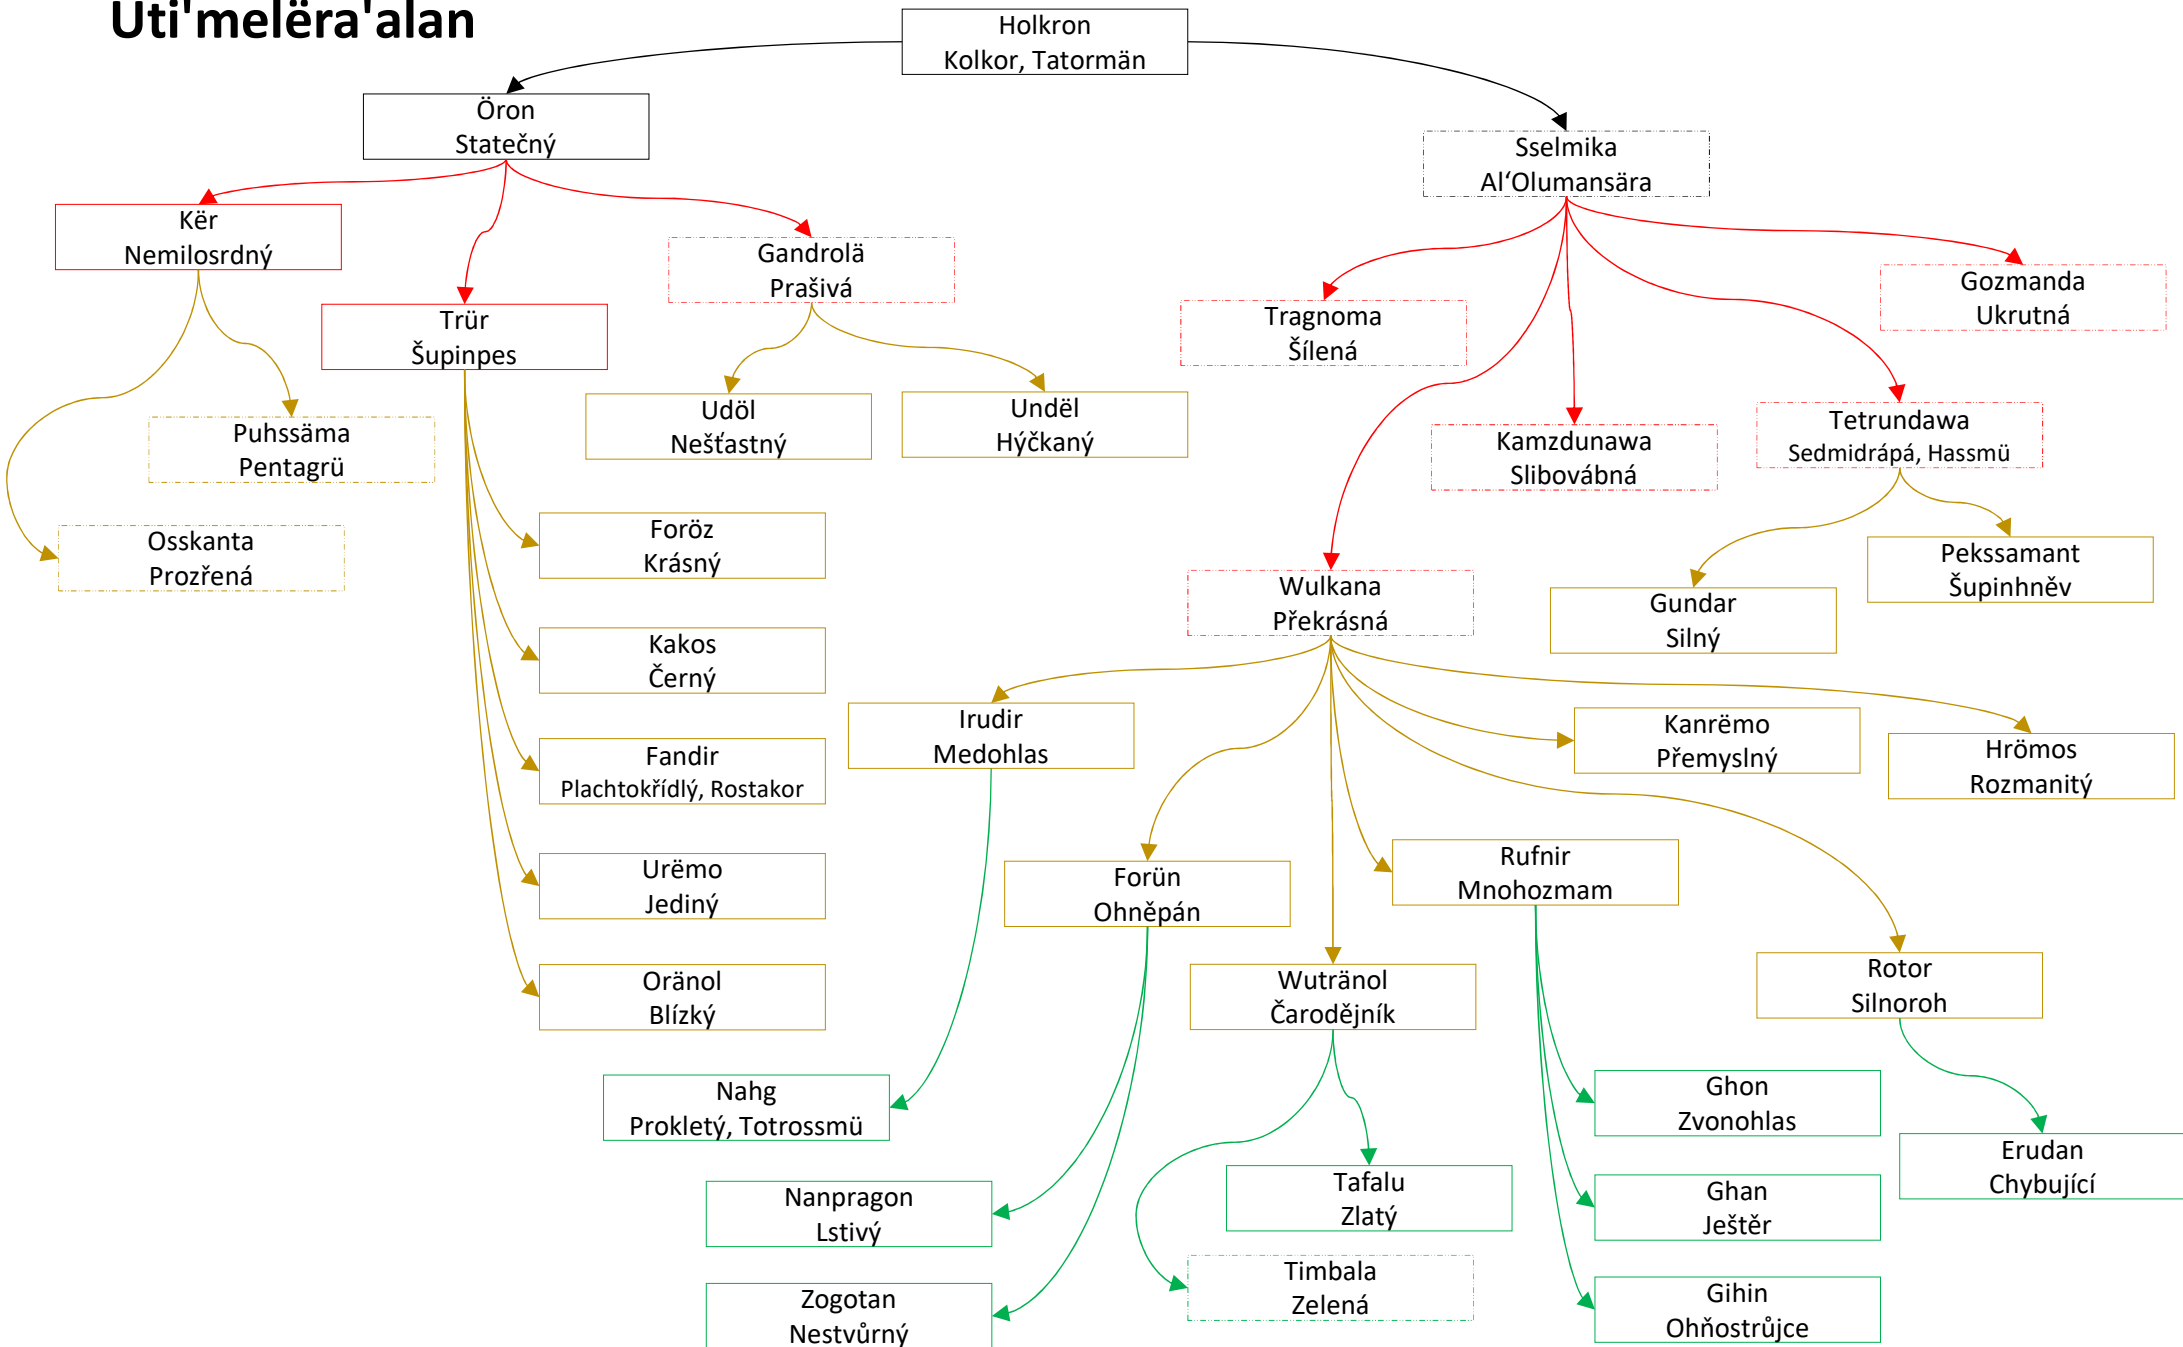 Uti'melëra'alan
Holkron
Kolkor, Tatormän
Öron
Statečný
Sselmika
Al‘Olumansära
Kër
Nemilosrdný
Gandrolä
Prašivá
Gozmanda
Ukrutná
Trür
Šupinpes
Tragnoma
Šílená
Udöl
Nešťastný
Undël
Hýčkaný
Puhssäma
Pentagrü
Kamzdunawa
Slibovábná
Tetrundawa
Sedmidrápá, Hassmü
Osskanta
Prozřená
Foröz
Krásný
Pekssamant
Šupinhněv
Wulkana
Překrásná
Gundar
Silný
Kakos
Černý
Irudir
Medohlas
Kanrëmo
Přemyslný
Hrömos
Rozmanitý
Fandir
Plachtokřídlý, Rostakor
Urëmo
Jediný
Forün
Ohněpán
Rufnir
Mnohozmam
Oränol
Blízký
Wutränol
Čarodějník
Rotor
Silnoroh
Nahg
Prokletý, Totrossmü
Ghon
Zvonohlas
Erudan
Chybující
Nanpragon
Lstivý
Tafalu
Zlatý
Ghan
Ještěr
Zogotan
Nestvůrný
Timbala
Zelená
Gihin
Ohňostrůjce